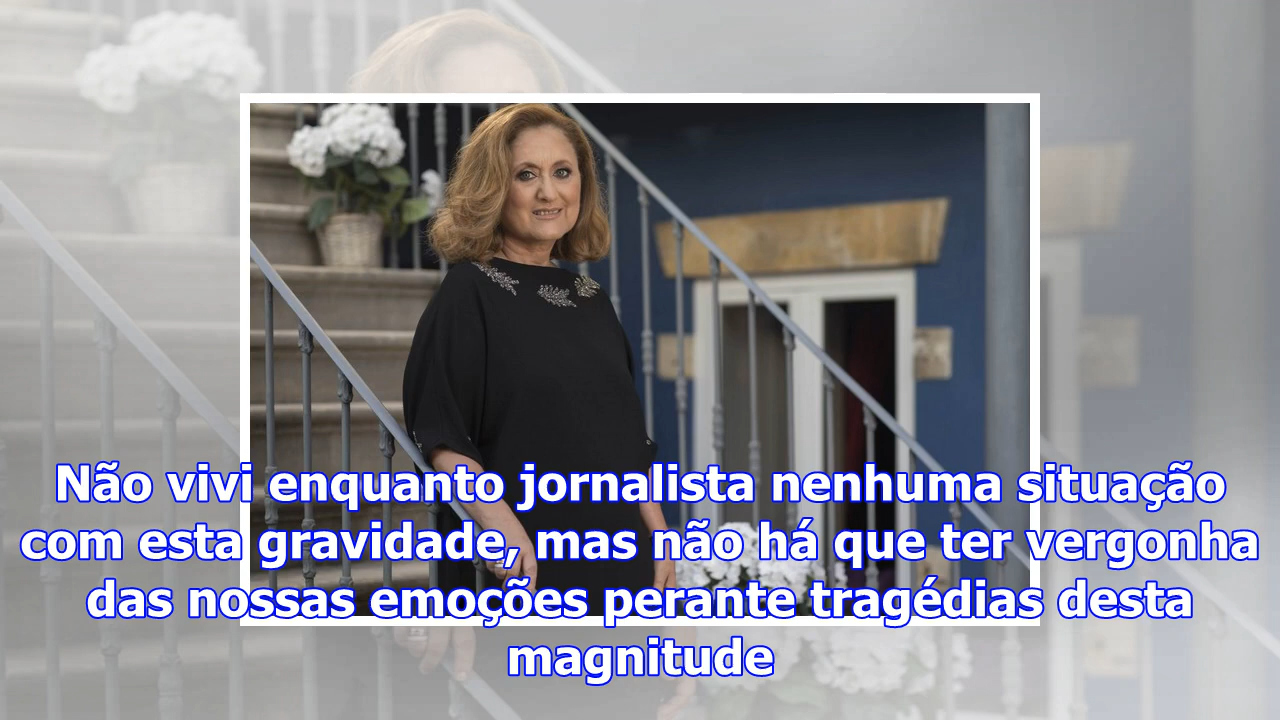 Não vivi enquanto jornalista nenhuma situação
com esta gravidade, mas não há que ter vergonha
das nossas emoções perante tragédias desta
magnitude